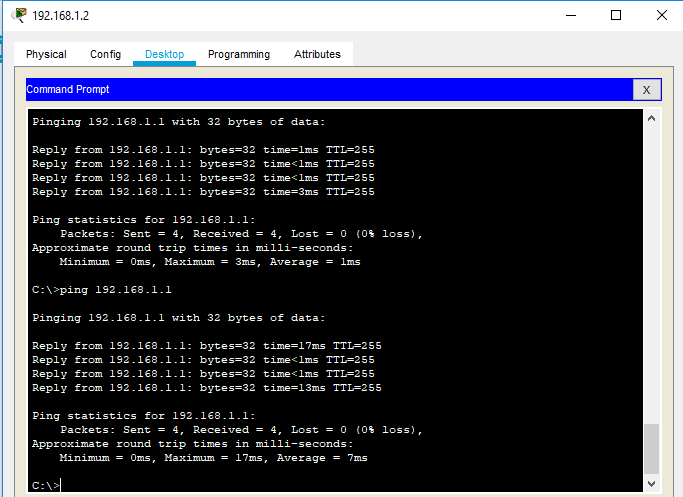 192.168.1.2
Physical Config Desktop Programming Attributes
Command Prompt X
Pinging 192.168.1.1 with 32 bytes of data:
Reply from 192.168.1.1: bytes=32 time=1ms TTL=255
Reply from 192.168.1.1: bytes=32 time<1ms TTL=255
Reply from 192.168.1.1: bytes=32 time<1ms TTL=255
Reply from 192.168.1.1: bytes=32 time=3ms TTL=255
Ping statistics for 192.168.1.1:
Packets: Sent = 4, Received = 4, Lost = 0 (0% loss),
Approximate round trip times in milli-seconds:
Minimum = 0ms, Maximum = 3ms, Average = 1ms
C:\>ping 192.168.1.1
Pinging 192.168.1.1 with 32 bytes of data:
Reply from 192.168.1.1: bytes=32 time=17ms TTL=255
Reply from 192.168.1.1: bytes=32 time<1ms TTL=255
Reply from 192.168.1.1: bytes=32 time<1ms TTL=255
Reply from 192.168.1.1: bytes=32 time=13ms TTL=255
Ping statistics for 192.168.1.1:
Packets: Sent = 4, Received = 4, Lost = 0 (0% loss),
Approximate round trip times in milli-seconds:
Minimum = 0ms, Maximum = 17ms, Average = 7ms
C:\>